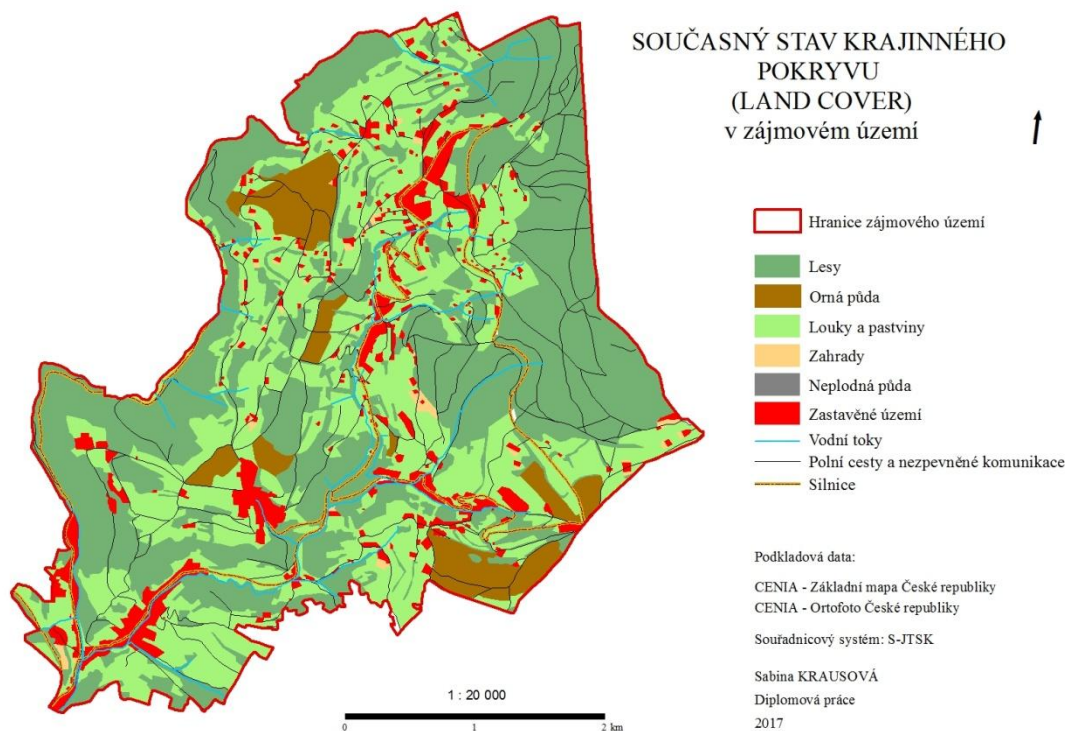 SOUČASNÝ STAV KRAJINNÉHO
POKRYVU
(LAND COVER)
v zájmovém území
Hranice zájmového území
Lesy
Orná půda
Louky a pastviny
Zahrady
Neplodná půda
Zastavěné území
Vodní toky
Polní cesty a nezpevněné komunikace
Silnice
Podkladová data:
CENIA - Základní mapa České republiky
CENIA - Ortofoto České republiky
Souřadnicový systém: S-JTSK
Sabina KRAUSOVÁ
Diplomová práce
2017
1 : 20 000
0 1 2 km